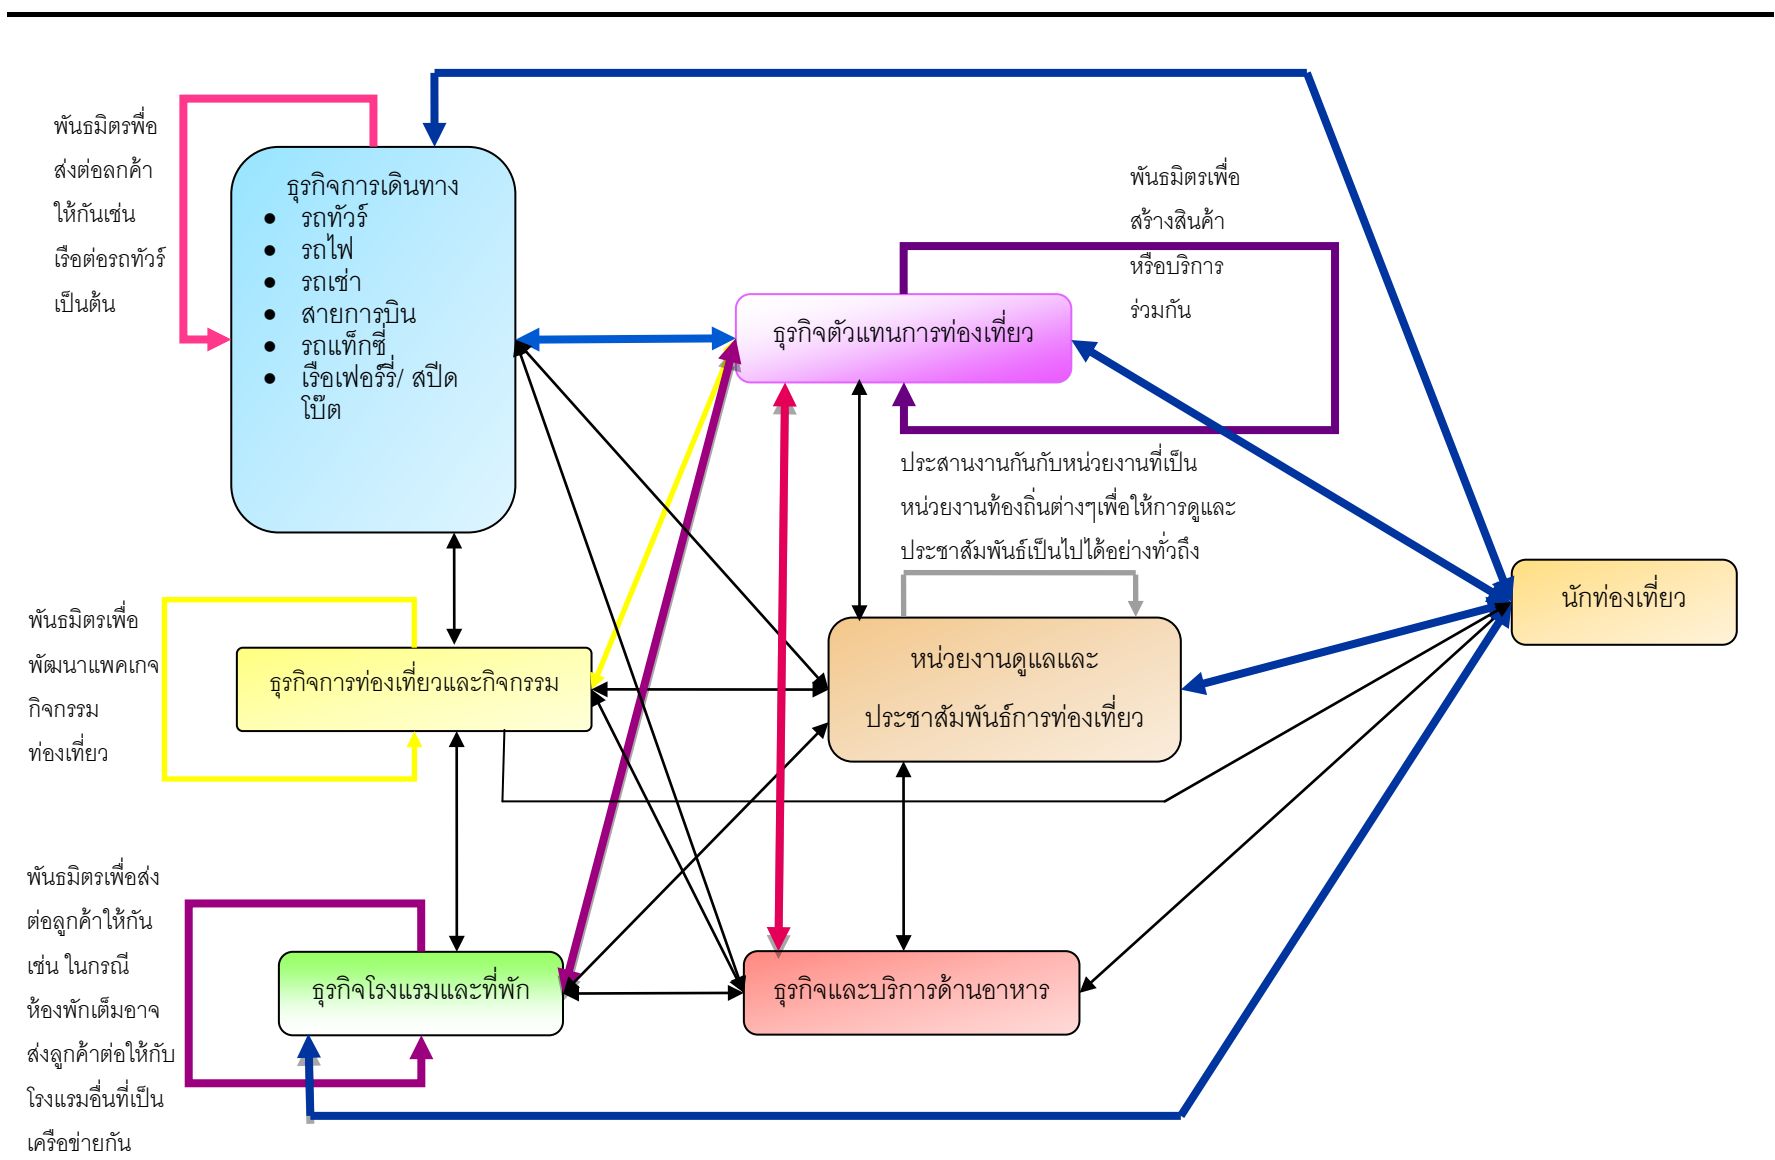 พันธมิตรพื่อ
ส่งต่อลกค้า
ให้กันเช่น
เรือต่อรถทัวร์
เป็นต้น
ธุรกิจการเดินทาง
● รถทัวร์
● รถไฟ
● รถเช่า
● สายการบิน
● รถแท็กซี่
● เรือเฟอร์รี่/ สปีด
โบ๊ต
พันธมิตรเพื่อ
สร้างสินค้า
หรือบริการ
ร่วมกัน
ธุรกิจตัวแทนการท่องเที่ยว
ประสานงานกันกับหน่วยงานที่เป็น
หน่วยงานท้องถิ่นต่างๆเพื่อให้การดูและ
ประชาสัมพันธ์เป็นไปได้อย่างทั่วถึง
นักท่องเที่ยว
พันธมิตรเพื่อ
พัฒนาแพคเกจ
กิจกรรม
ท่องเที่ยว
ธุรกิจการท่องเที่ยวและกิจกรรม
หน่วยงานดูแลและ
ประชาสัมพันธ์การท่องเที่ยว
พันธมิตรเพื่อส่ง
ต่อลูกค้าให้กัน
เช่น ในกรณี
ห้องพักเต็มอาจ
ส่งลูกค้าต่อให้กับ
โรงแรมอื่นที่เป็น
เครือข่ายกัน
ธุรกิจโรงแรมและที่พัก
ธุรกิจและบริการด้านอาหาร